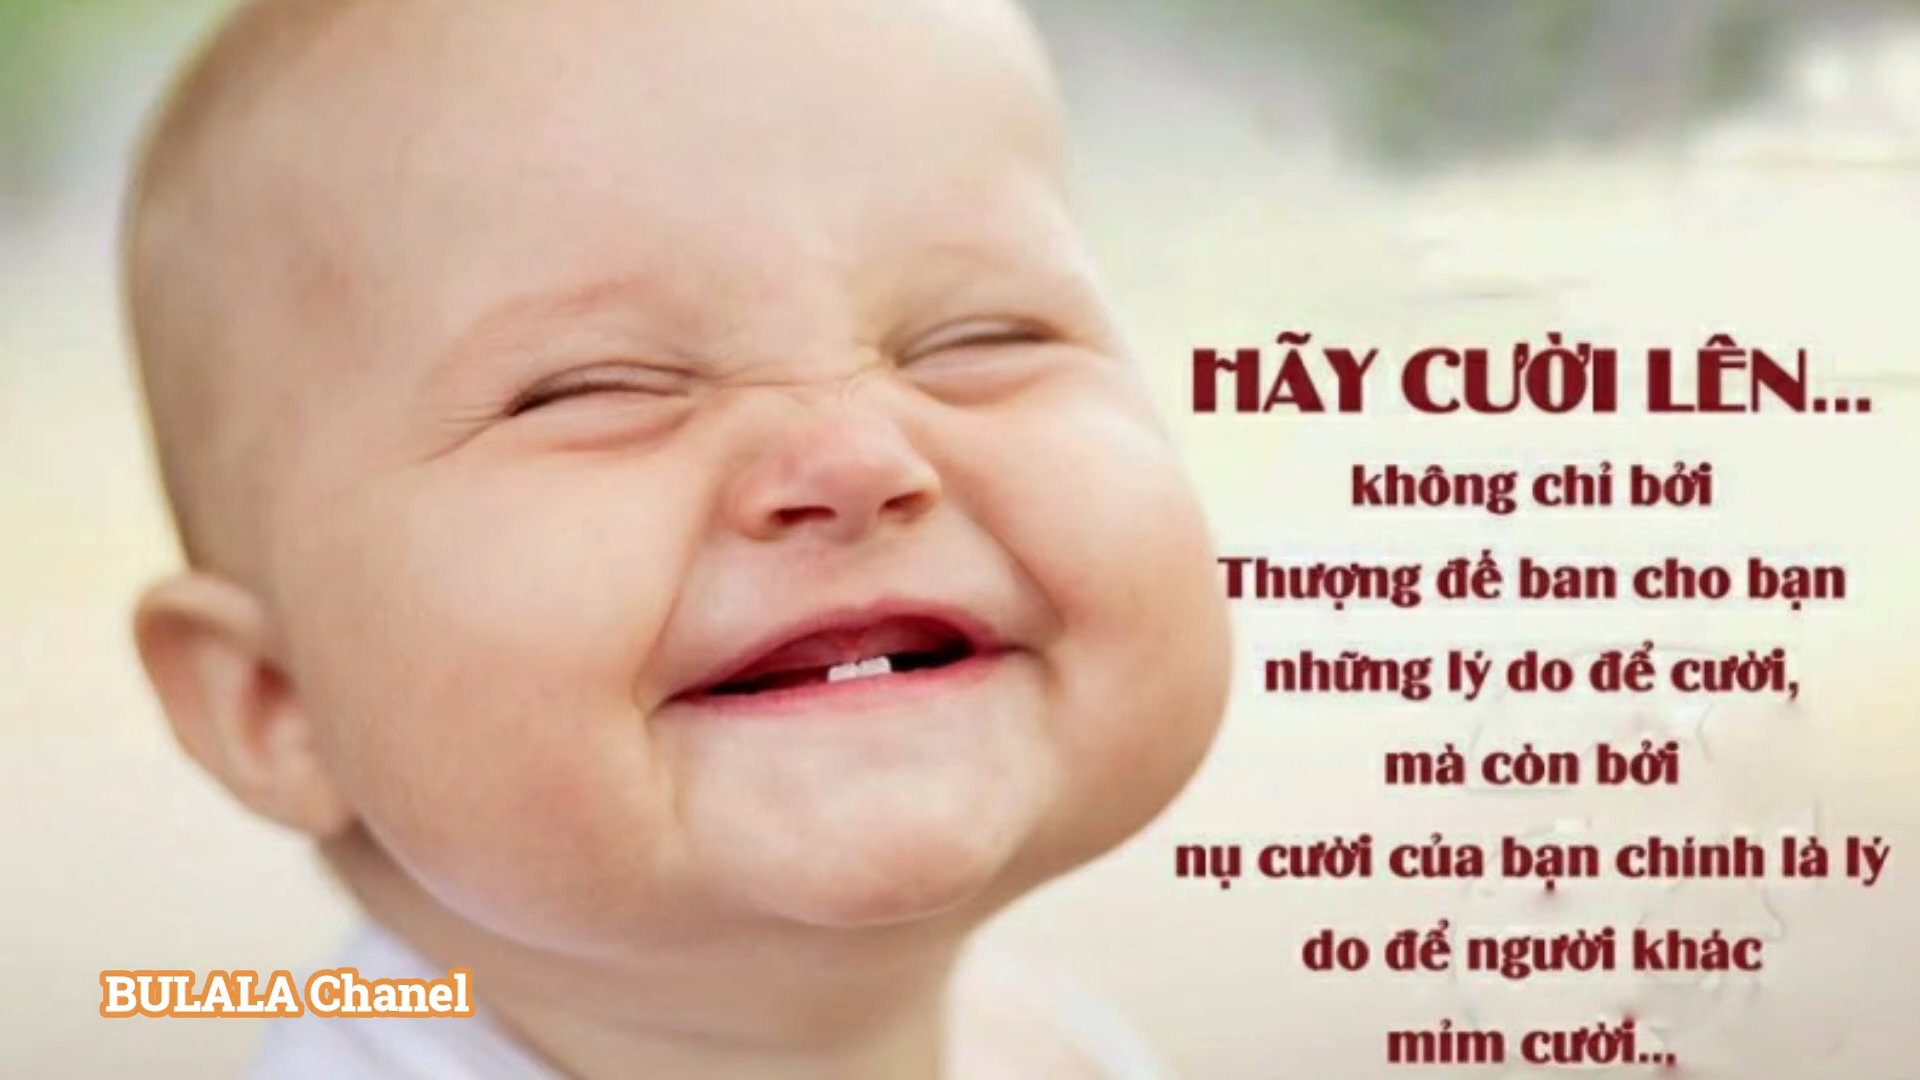 HÃY CƯỜI LÊN...
không chỉ bởi
Thượng đế ban cho bạn
những lý do để cười,
mà còn bởi
nụ cười của bạn chính là lý
do để người khác
mỉm cười...
BULALA Chanel